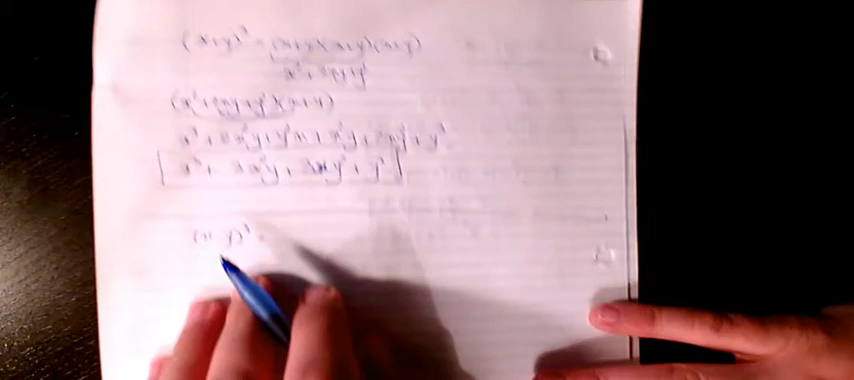 (x+y)³ = (x+y)(x+y)(x+y)
x²+2xy+y²
(x²+2xy+y²)(x+y)
x³+2x²y+y²x+x²y+2xy²+y³
x³+3x²y+3xy²+y³
(x-y)³ =